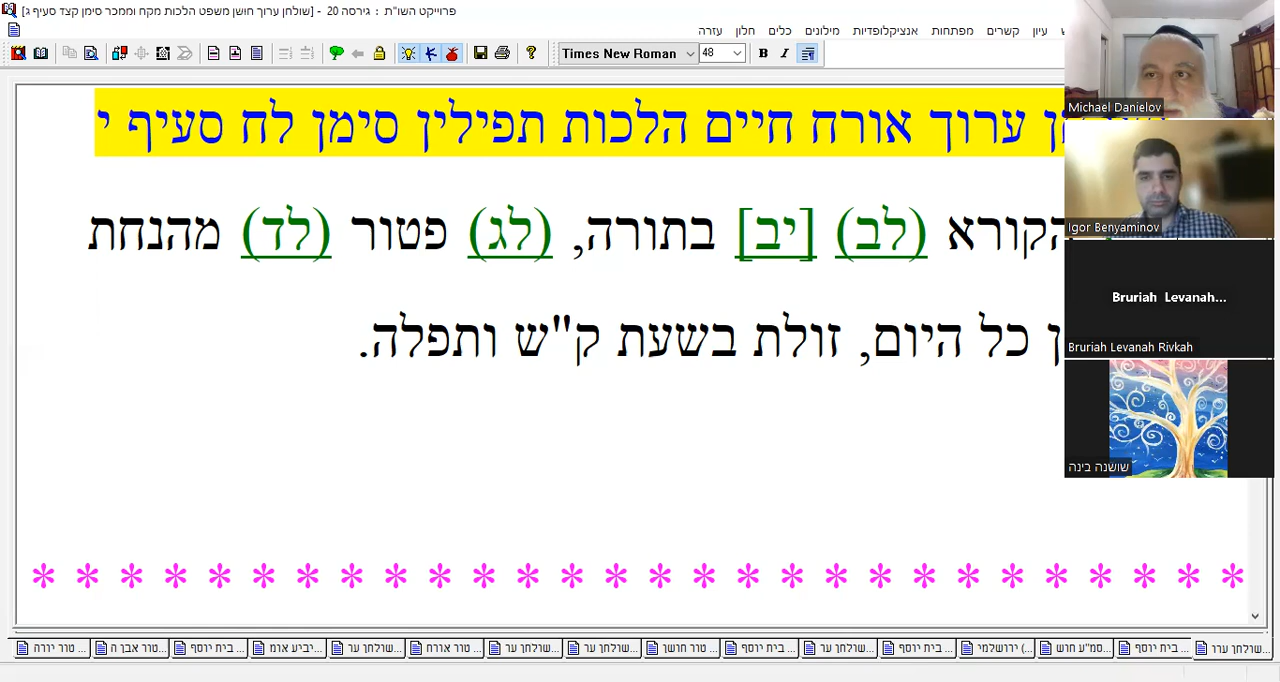 פרוייקט השו"ת : גירסה 20 - [שולחן ערוך חושן משפט הלכות מקח וממכר סימן קצד סעיף ג]
עיון קשרים מפתחות אנציקלופדיות מילונים כלים חלון עזרה
Times New Roman 48 B I
ערוך אורח חיים הלכות תפילין סימן לח סעיף י
הקורא (לב) [יב] בתורה, (לג) פטור (לד) מהנחת
כל היום, זולת בשעת ק"ש ותפלה.
* * * * * * * * * * * * * * * * * * * * * * * * * * * *
Michael Danielov
Igor Benyaminov
Bruriah Levanah...
Bruriah Levanah Rivkah
שושנה בינה
שולחן ערו... בית יוסף ... סמ"ע חוש... ירושלמי (... בית יוסף ... שולחן ער... בית יוסף ... טור חושן ... שולחן ער... שולחן ער... טור אורח ... שולחן ער... יביע אומ... בית יוסף ... טור אבן ה... טור יורה ...